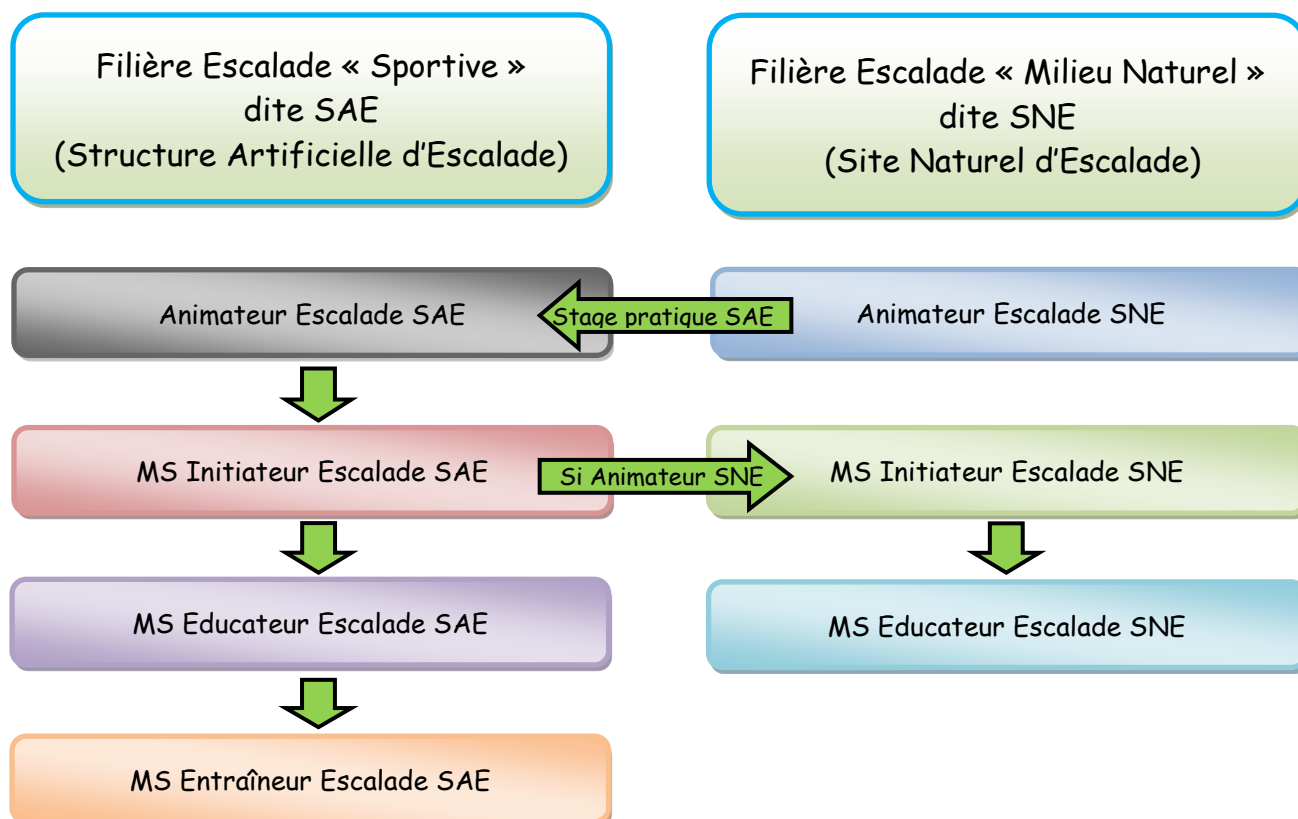 Filière Escalade « Sportive »
dite SAE
(Structure Artificielle d'Escalade)
Filière Escalade « Milieu Naturel »
dite SNE
(Site Naturel d'Escalade)
Animateur Escalade SAE
Stage pratique SAE
Animateur Escalade SNE
MS Initiateur Escalade SAE
Si Animateur SNE
MS Initiateur Escalade SNE
MS Educateur Escalade SAE
MS Educateur Escalade SNE
MS Entraîneur Escalade SAE